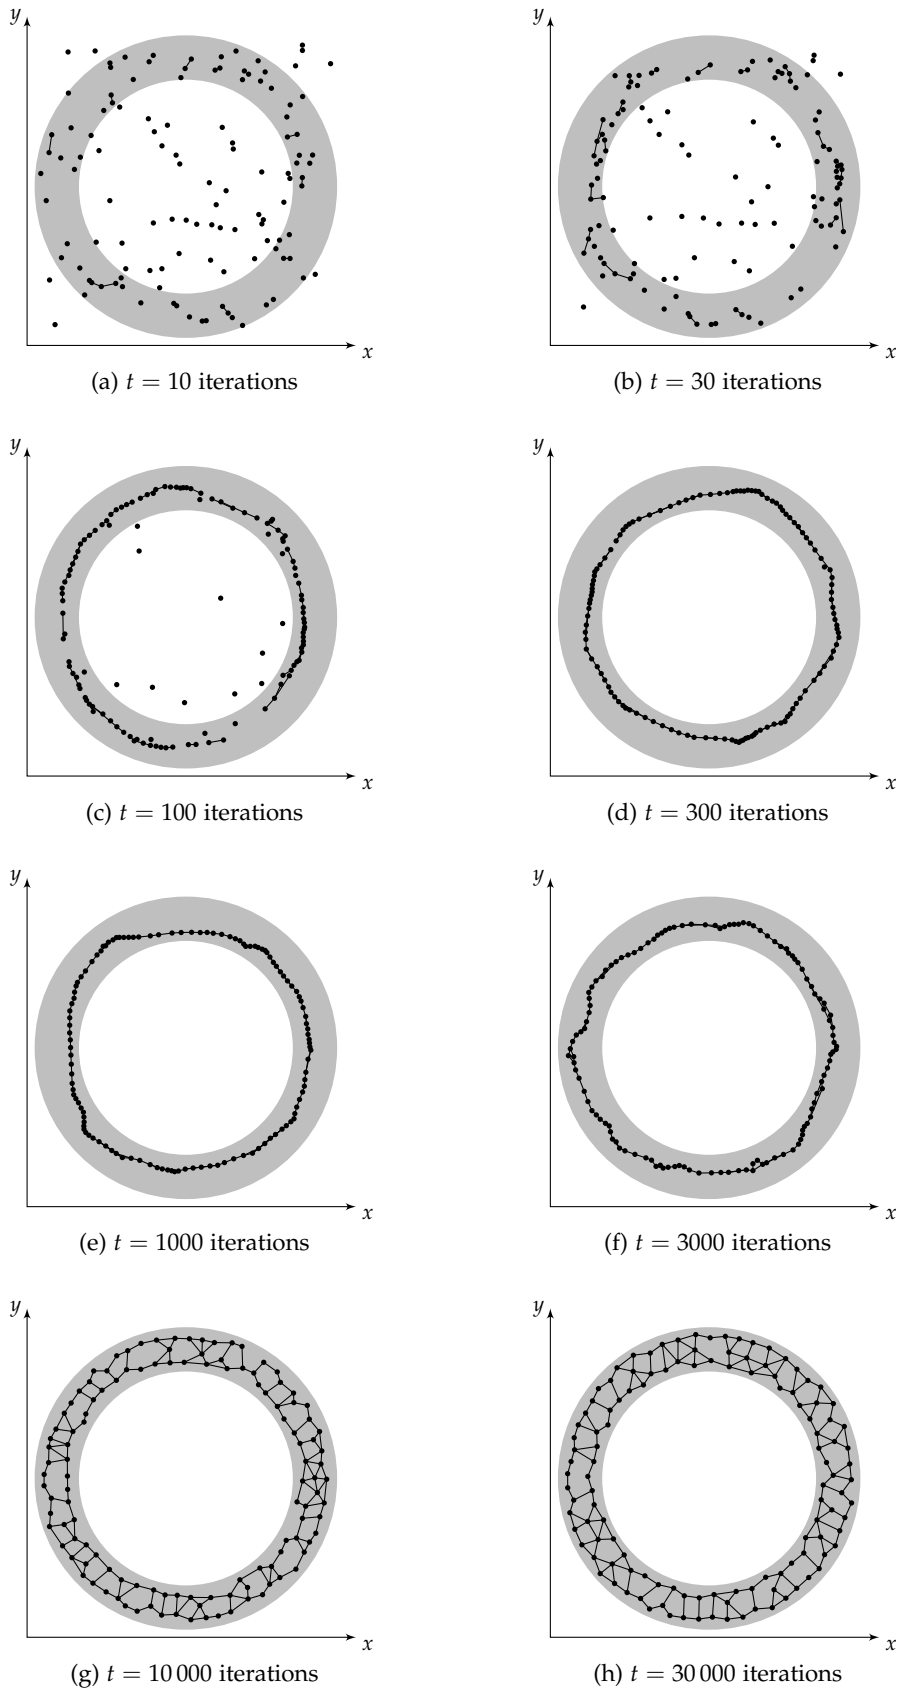 y y
x x
(a) t = 10 iterations (b) t = 30 iterations
y y
x x
(c) t = 100 iterations (d) t = 300 iterations
y y
x x
(e) t = 1000 iterations (f) t = 3000 iterations
y y
x x
(g) t = 10 000 iterations (h) t = 30 000 iterations